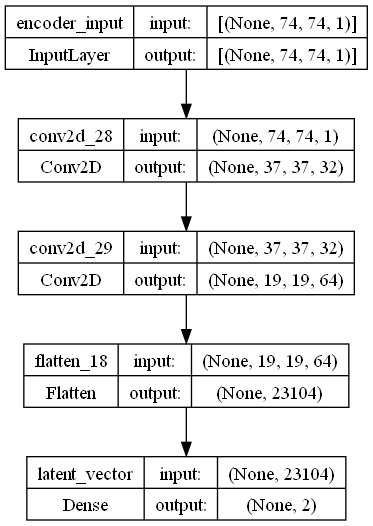 encoder_input input: [(None, 74, 74, 1)]
InputLayer output: [(None, 74, 74, 1)]
conv2d_28 input: (None, 74, 74, 1)
Conv2D output: (None, 37, 37, 32)
conv2d_29 input: (None, 37, 37, 32)
Conv2D output: (None, 19, 19, 64)
flatten_18 input: (None, 19, 19, 64)
Flatten output: (None, 23104)
latent_vector input: (None, 23104)
Dense output: (None, 2)